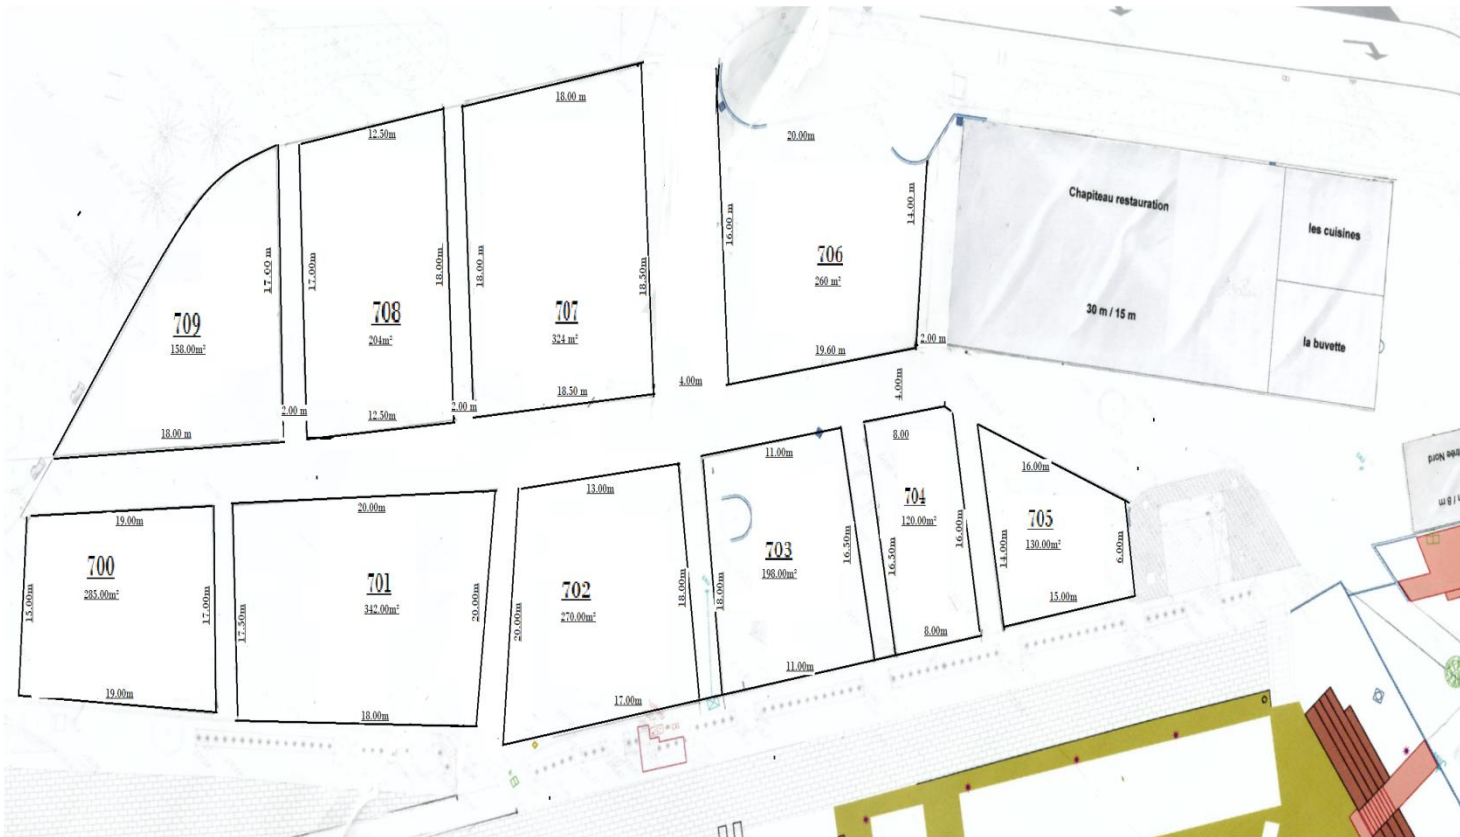 18.00 m
12.50m
20.00m
17.00 m
17.00m
18.00m
18.00 m
18.50m
16.00 m
14.00 m
Chapiteau restauration
30 m / 15 m
les cuisines
la buvette
709
158.00m²
708
204m²
707
324 m²
706
260 m²
18.00 m
2.00 m
12.50m
2.00 m
18.50 m
4.00m
19.60 m
2.00 m
4.00m
19.00m
20.00m
13.00m
11.00m
8.00
16.00m
700
285.00m²
701
342.00m²
702
270.00m²
703
198.00m²
704
120.00m²
705
130.00m²
15.00m
17.00m
17.50m
20.00m
20.00m
18.00m
18.00m
16.50m
16.50m
16.00m
14.00m
6.00m
19.00m
18.00m
17.00m
11.00m
8.00m
15.00m
trée Nord
m / 8 m